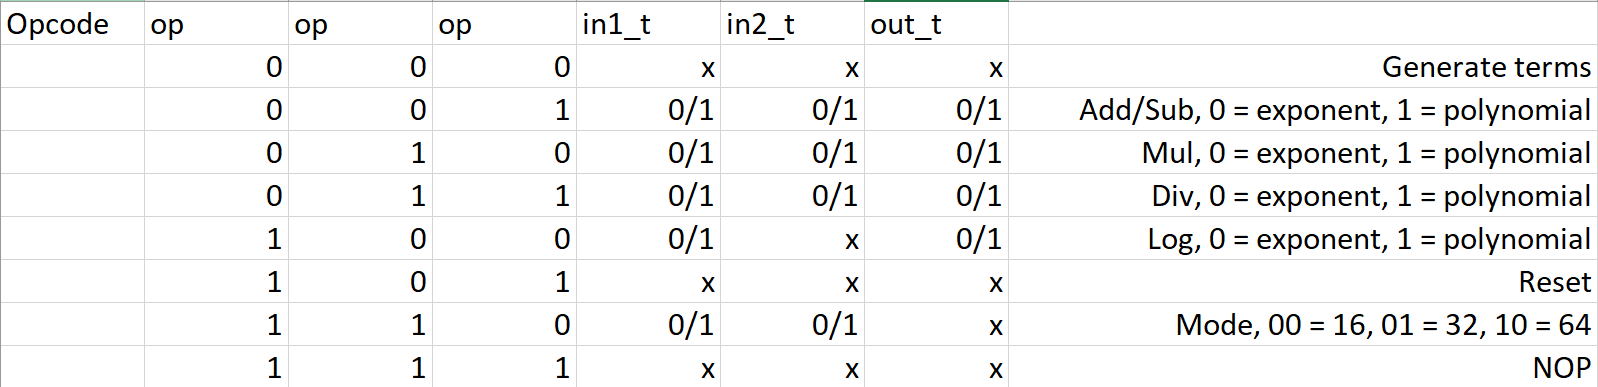 Opcode op op op in1_t in2_t out_t
0 0 0 x x x Generate terms
0 0 1 0/1 0/1 0/1 Add/Sub, 0 = exponent, 1 = polynomial
0 1 0 0/1 0/1 0/1 Mul, 0 = exponent, 1 = polynomial
0 1 1 0/1 0/1 0/1 Div, 0 = exponent, 1 = polynomial
1 0 0 0/1 x 0/1 Log, 0 = exponent, 1 = polynomial
1 0 1 x x x Reset
1 1 0 0/1 0/1 x Mode, 00 = 16, 01 = 32, 10 = 64
1 1 1 x x x NOP